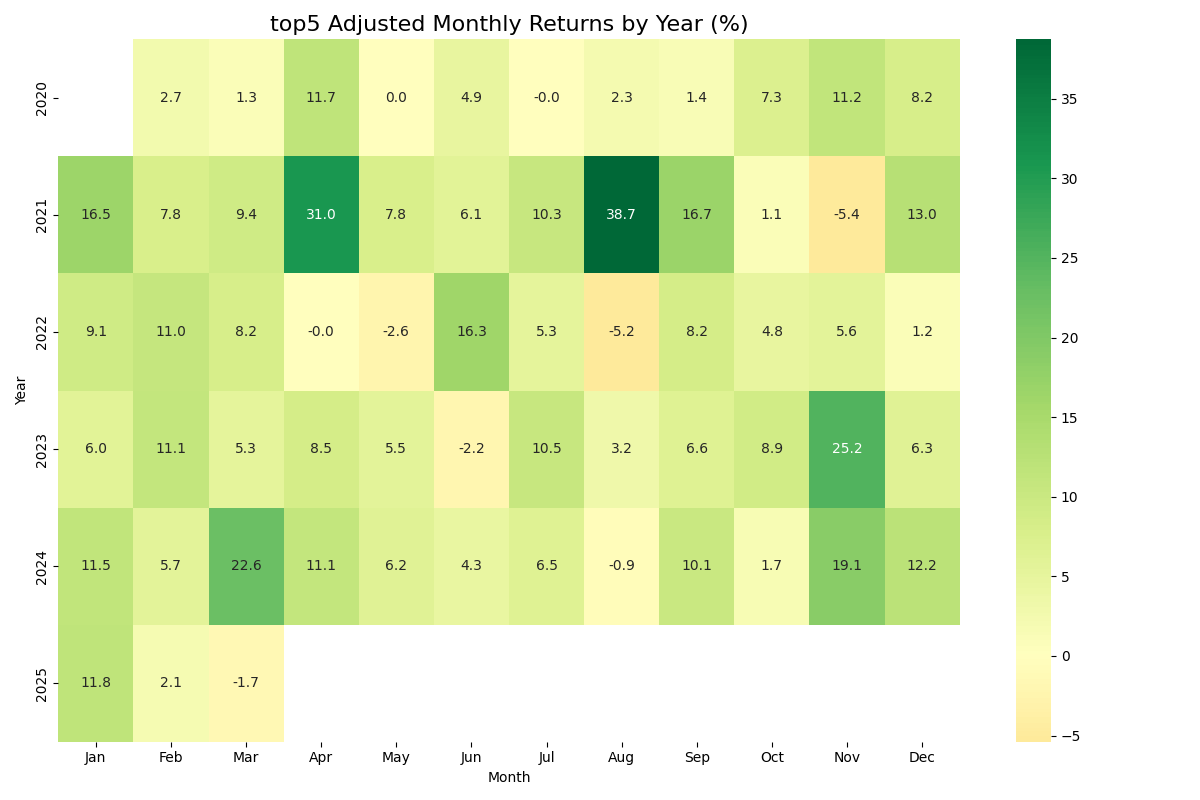 top5 Adjusted Monthly Returns by Year (%)
2020 2.7 1.3 11.7 0.0 4.9 -0.0 2.3 1.4 7.3 11.2 8.2
2021 16.5 7.8 9.4 31.0 7.8 6.1 10.3 38.7 16.7 1.1 -5.4 13.0
2022 9.1 11.0 8.2 -0.0 -2.6 16.3 5.3 -5.2 8.2 4.8 5.6 1.2
Year
2023 6.0 11.1 5.3 8.5 5.5 -2.2 10.5 3.2 6.6 8.9 25.2 6.3
2024 11.5 5.7 22.6 11.1 6.2 4.3 6.5 -0.9 10.1 1.7 19.1 12.2
2025 11.8 2.1 -1.7
Jan Feb Mar Apr May Jun Jul Aug Sep Oct Nov Dec
Month
35
30
25
20
15
10
5
0
−5